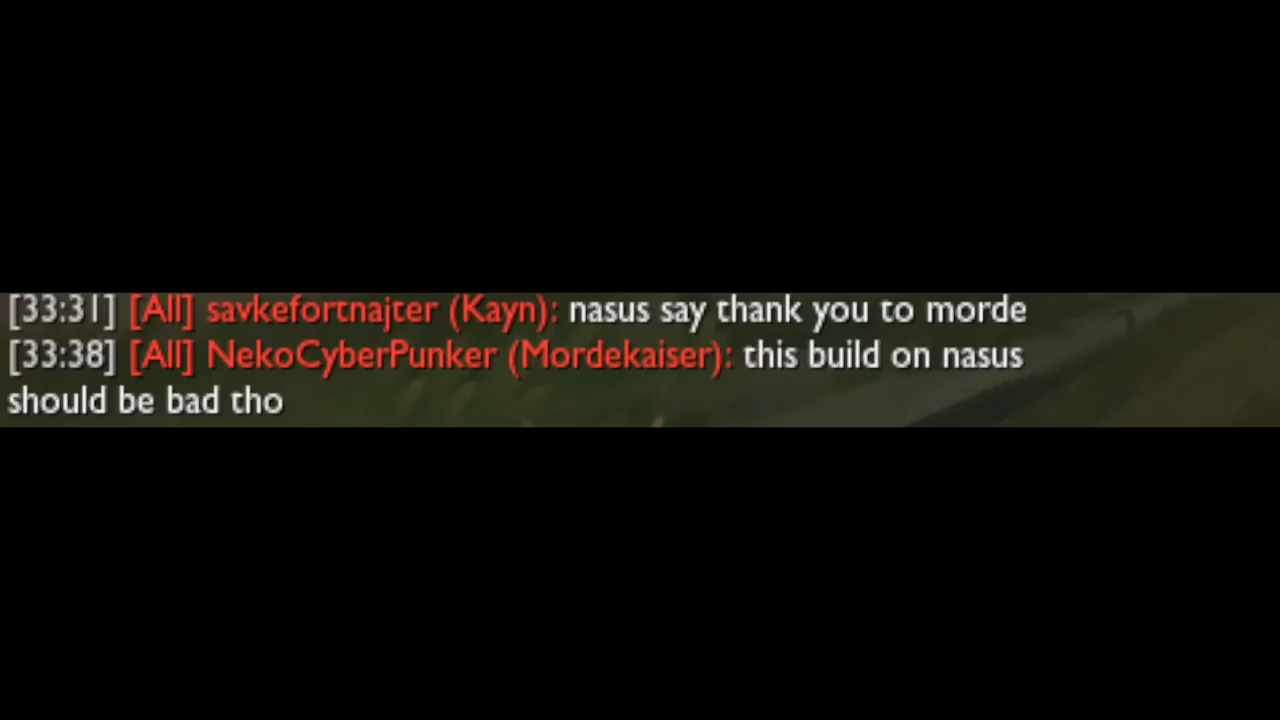 [33:31] [All] savkefortnajter (Kayn): nasus say thank you to morde
[33:38] [All] NekoCyberPunker (Mordekaiser): this build on nasus
should be bad tho